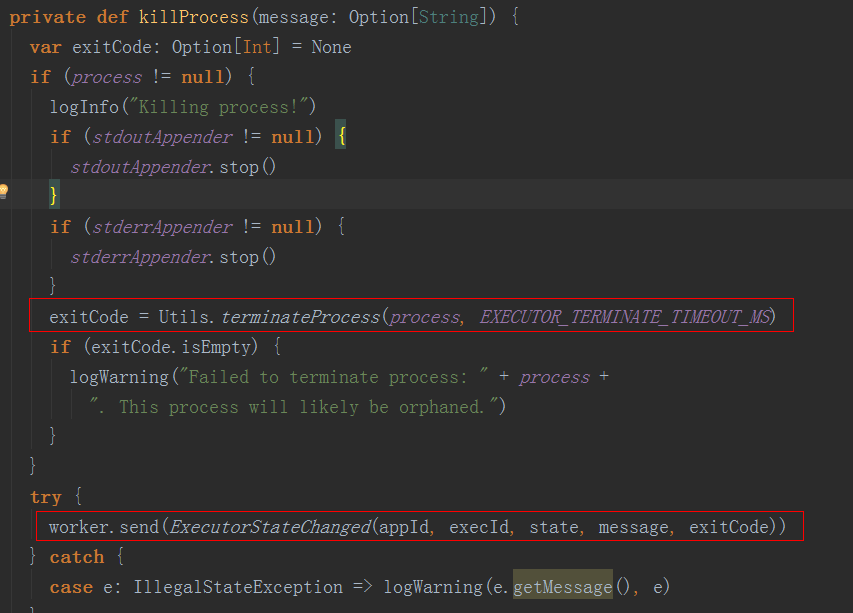 private def killProcess(message: Option[String]) {
  var exitCode: Option[Int] = None
  if (process != null) {
    logInfo("Killing process!")
    if (stdoutAppender != null) {
      stdoutAppender.stop()
    }
    if (stderrAppender != null) {
      stderrAppender.stop()
    }
    exitCode = Utils.terminateProcess(process, EXECUTOR_TERMINATE_TIMEOUT_MS)
    if (exitCode.isEmpty) {
      logWarning("Failed to terminate process: " + process +
        ". This process will likely be orphaned.")
    }
  }
  try {
    worker.send(ExecutorStateChanged(appId, execId, state, message, exitCode))
  } catch {
    case e: IllegalStateException => logWarning(e.getMessage(), e)
  }